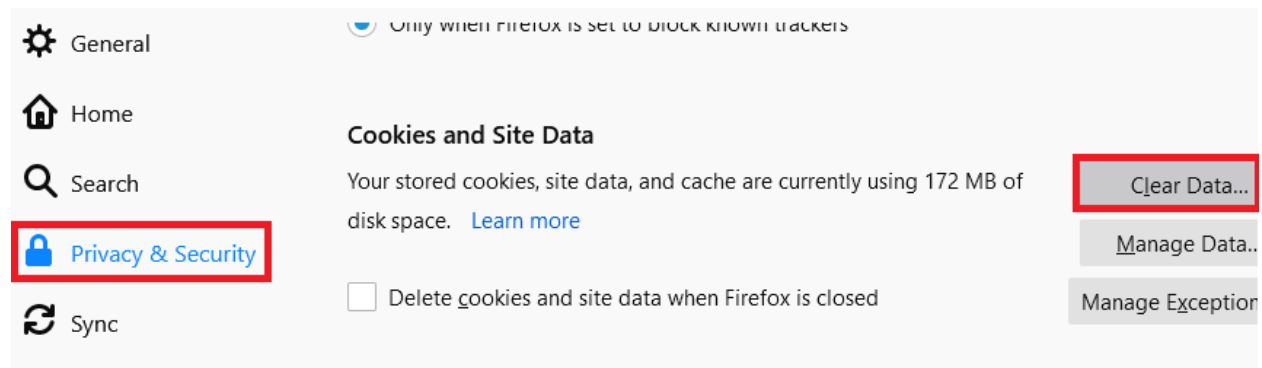 General
Home
Search
Privacy & Security
Sync
Only when Firefox is set to block known trackers
Cookies and Site Data
Your stored cookies, site data, and cache are currently using 172 MB of
disk space. Learn more
Delete cookies and site data when Firefox is closed
Clear Data...
Manage Data..
Manage Exception